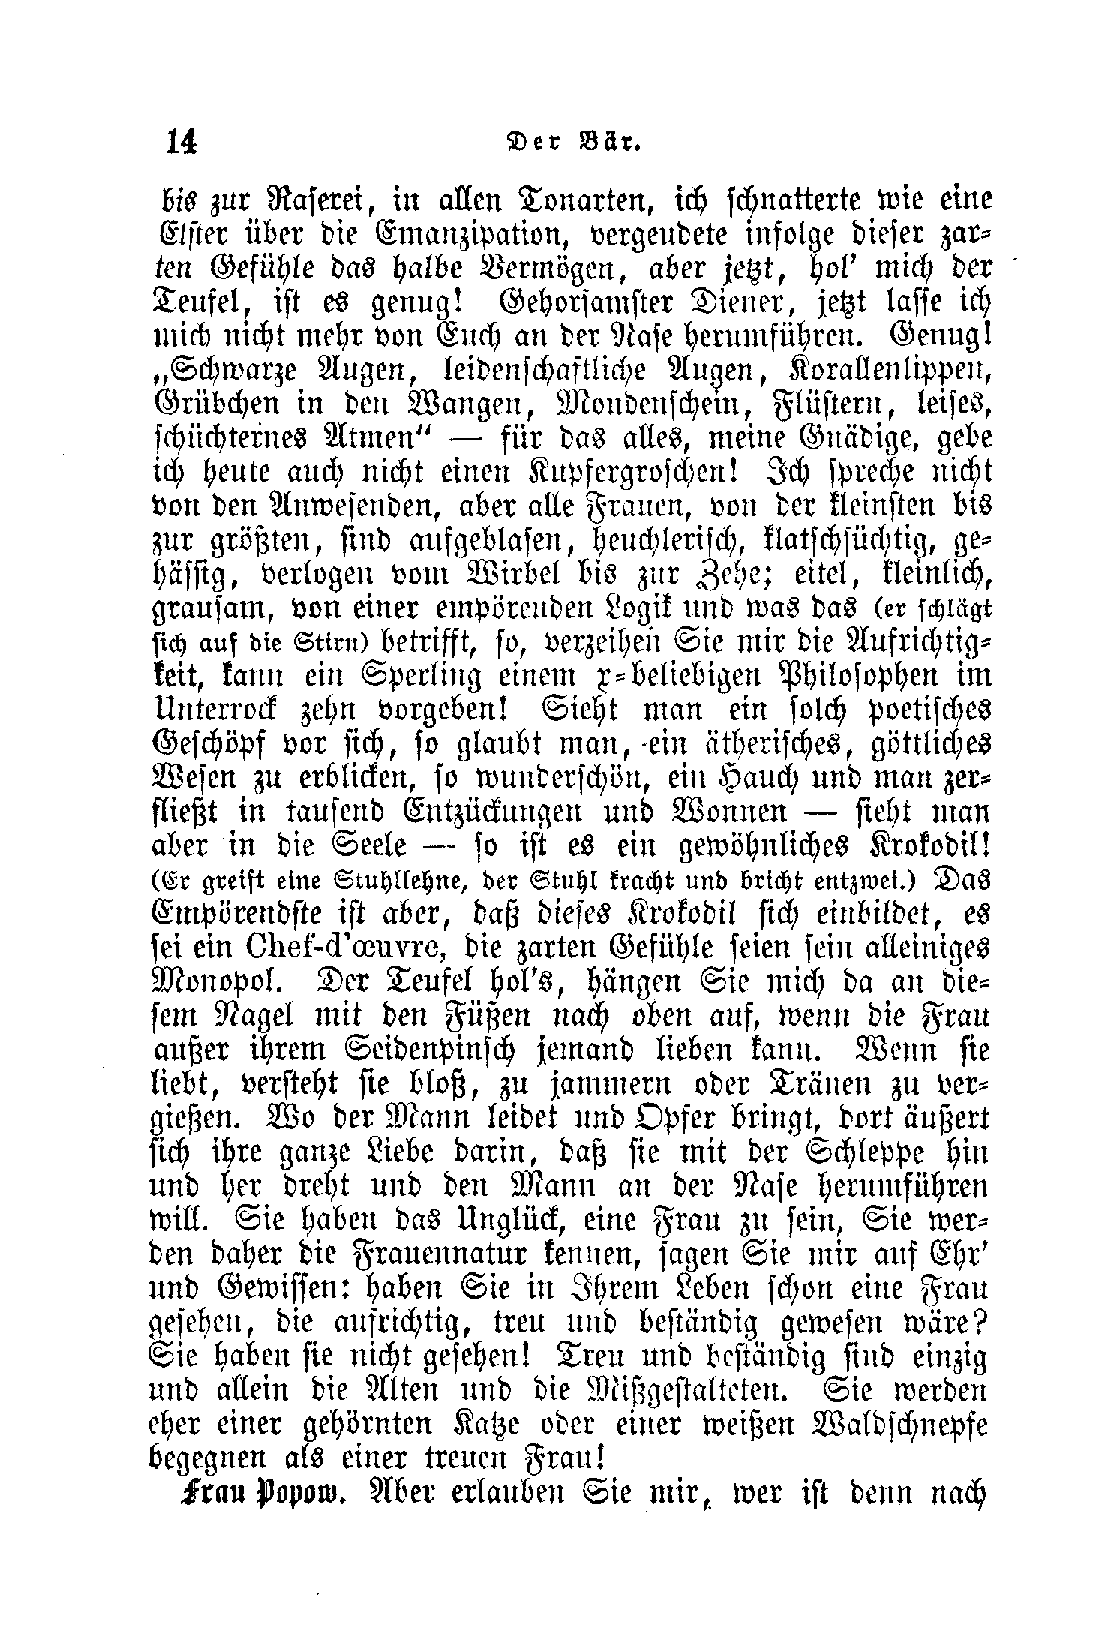 14 Der Bär.
bis zur Raserei, in allen Tonarten, ich schnatterte wie eine
Elster über die Emanzipation, vergeudete infolge dieser zar-
ten Gefühle das halbe Vermögen, aber jetzt, hol' mich der
Teufel, ist es genug! Gehorsamster Diener, jetzt lasse ich
mich nicht mehr von Euch an der Nase herumführen. Genug!
„Schwarze Augen, leidenschaftliche Augen, Korallenlippen,
Grübchen in den Wangen, Mondenschein, Flüstern, leises,
schüchternes Atmen" — für das alles, meine Gnädige, gebe
ich heute auch nicht einen Kupfergroschen! Ich spreche nicht
von den Anwesenden, aber alle Frauen, von der kleinsten bis
zur größten, sind aufgeblasen, heuchlerisch, klatschsüchtig, ge-
hässig, verlogen vom Wirbel bis zur Zehe; eitel, kleinlich,
grausam, von einer empörenden Logik und was das (er schlägt
sich auf die Stirn) betrifft, so, verzeihen Sie mir die Aufrichtig-
keit, kann ein Sperling einem x-beliebigen Philosophen im
Unterrock zehn vorgeben! Sieht man ein solch poetisches
Geschöpf vor sich, so glaubt man, ein ätherisches, göttliches
Wesen zu erblicken, so wunderschön, ein Hauch und man zer-
fließt in tausend Entzückungen und Wonnen — sieht man
aber in die Seele — so ist es ein gewöhnliches Krokodil!
(Er greift eine Stuhllehne, der Stuhl kracht und bricht entzwei.) Das
Empörendste ist aber, daß dieses Krokodil sich einbildet, es
sei ein Chef-d'œuvre, die zarten Gefühle seien sein alleiniges
Monopol. Der Teufel hol's, hängen Sie mich da an die-
sem Nagel mit den Füßen nach oben auf, wenn die Frau
außer ihrem Seidenpinsch jemand lieben kann. Wenn sie
liebt, versteht sie bloß, zu jammern oder Tränen zu ver-
gießen. Wo der Mann leidet und Opfer bringt, dort äußert
sich ihre ganze Liebe darin, daß sie mit der Schleppe hin
und her dreht und den Mann an der Nase herumführen
will. Sie haben das Unglück, eine Frau zu sein, Sie wer-
den daher die Frauennatur kennen, sagen Sie mir auf Ehr'
und Gewissen: haben Sie in Ihrem Leben schon eine Frau
gesehen, die aufrichtig, treu und beständig gewesen wäre?
Sie haben sie nicht gesehen! Treu und beständig sind einzig
und allein die Alten und die Mißgestalteten. Sie werden
eher einer gehörnten Katze oder einer weißen Waldschnepfe
begegnen als einer treuen Frau!
Frau Popow. Aber erlauben Sie mir, wer ist denn nach